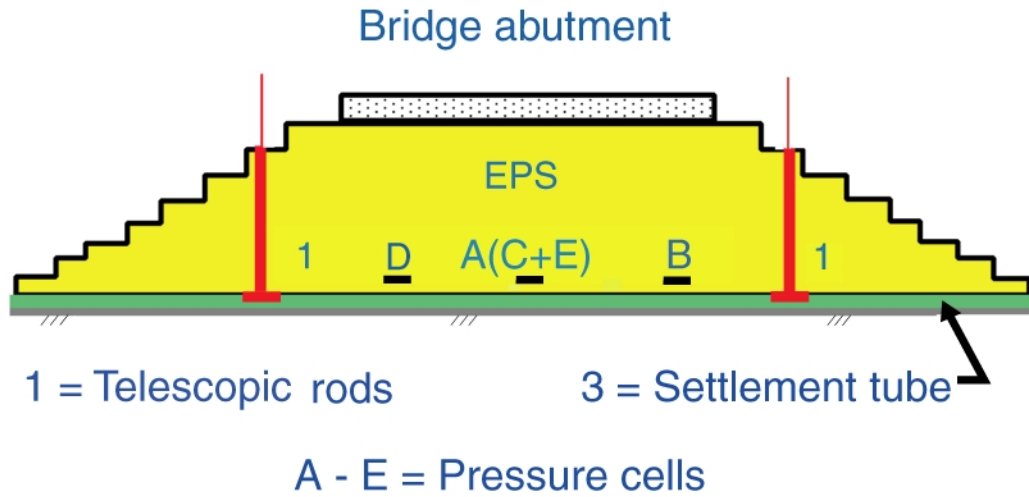 Bridge abutment
EPS
1 D A(C+E) B 1
1 = Telescopic rods 3 = Settlement tube
A - E = Pressure cells